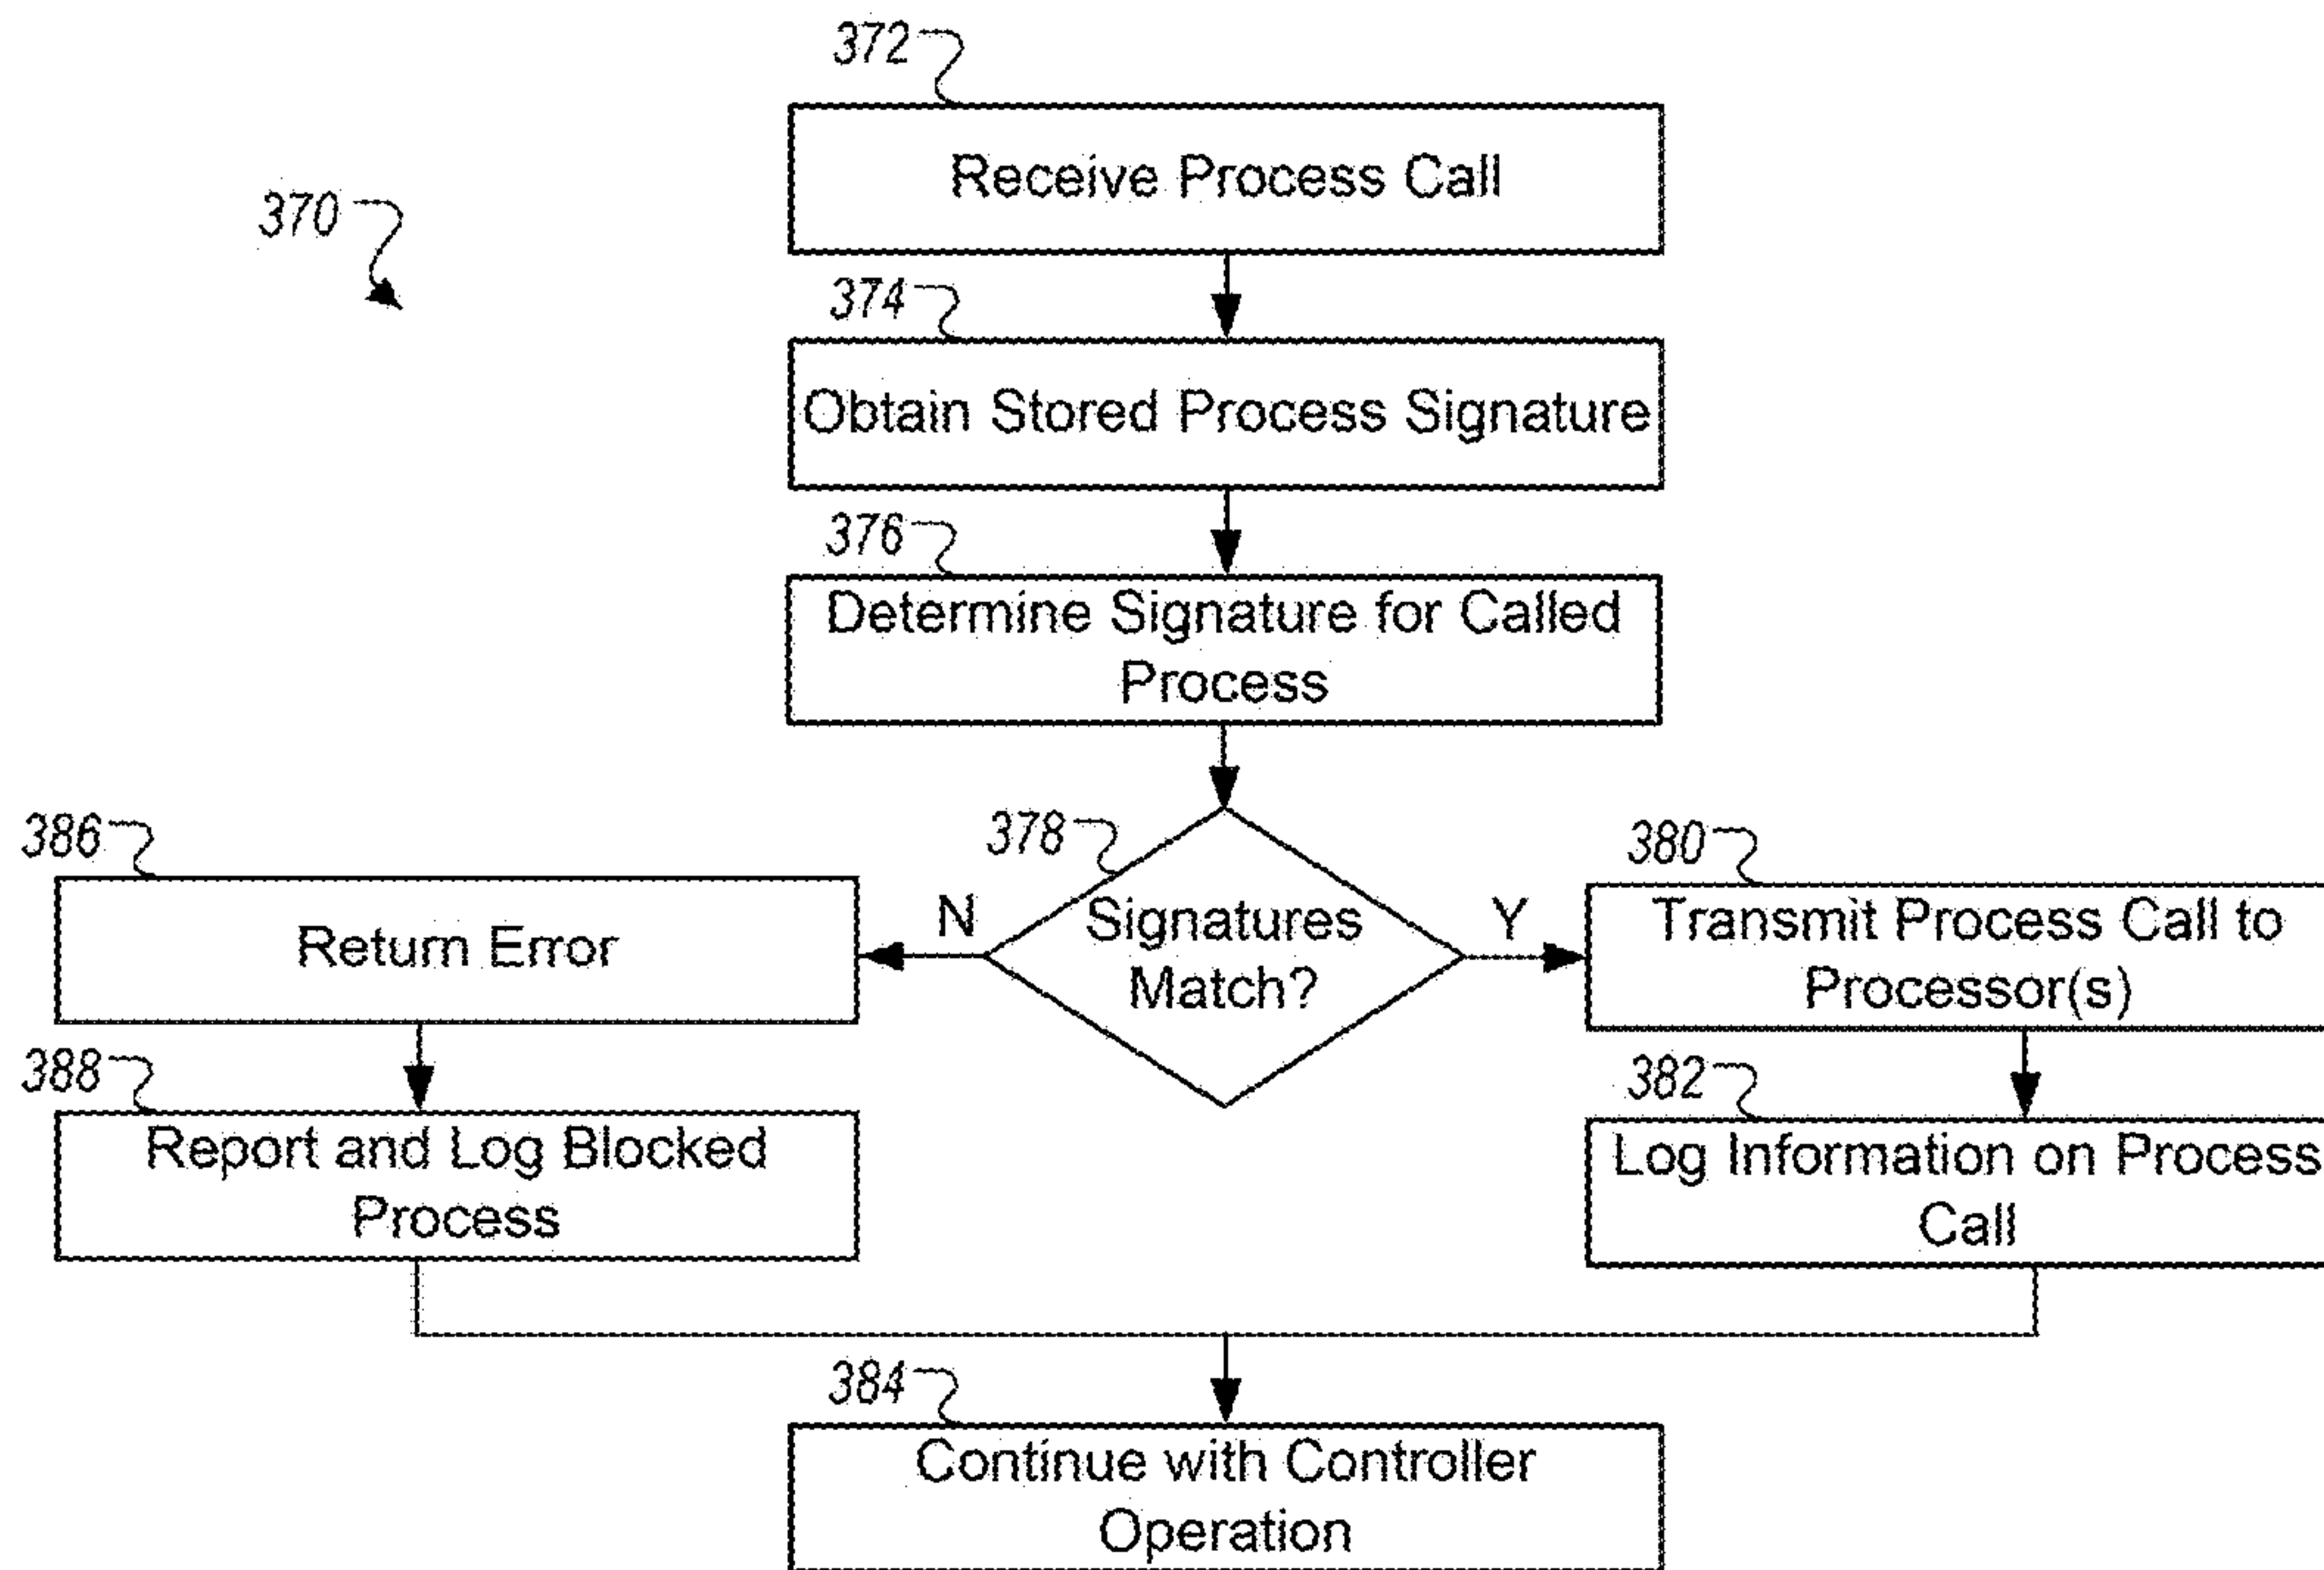 372
Receive Process Call
370
374
Obtain Stored Process Signature
376
Determine Signature for Called
Process
378
Signatures
Match?
N
Y
386
Return Error
380
Transmit Process Call to
Processor(s)
388
Report and Log Blocked
Process
382
Log Information on Process
Call
384
Continue with Controller
Operation